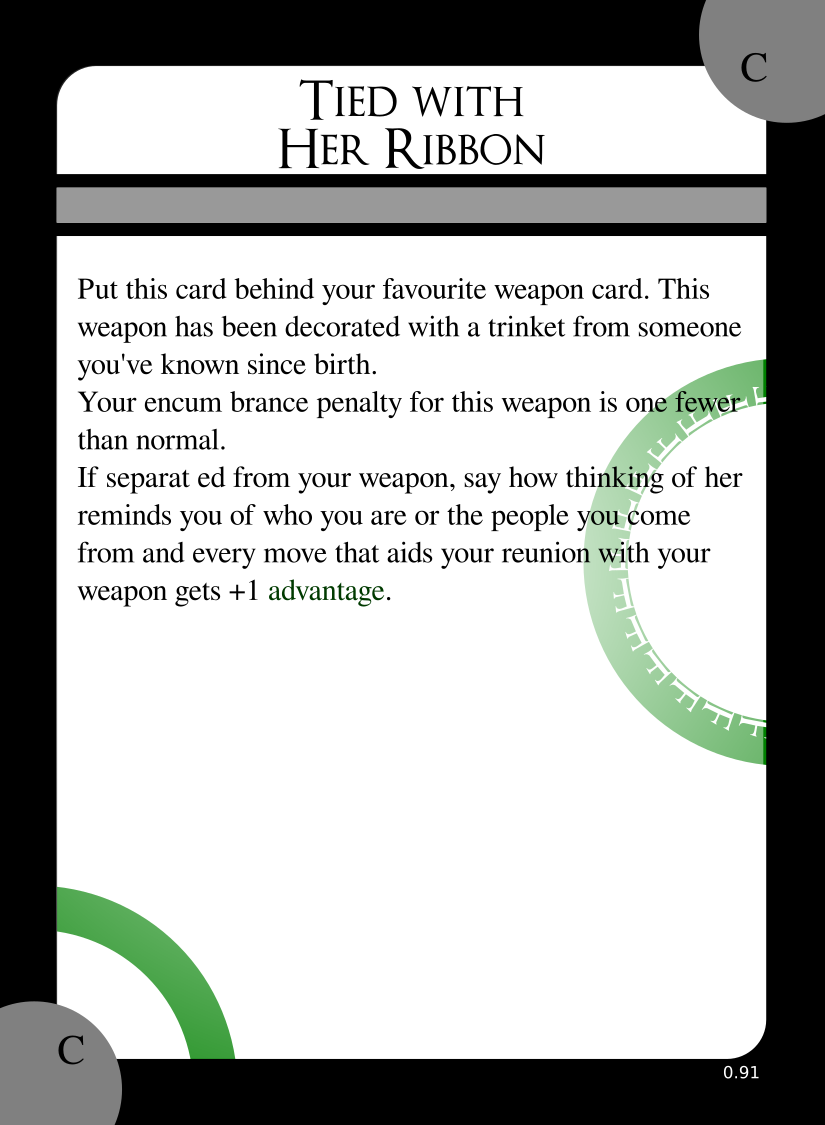 C
Tied with
Her Ribbon
Put this card behind your favourite weapon card. This
weapon has been decorated with a trinket from someone
you've known since birth.
Your encum brance penalty for this weapon is one fewer
than normal.
If separat ed from your weapon, say how thinking of her
reminds you of who you are or the people you come
from and every move that aids your reunion with your
weapon gets +1 advantage.
C
0.91